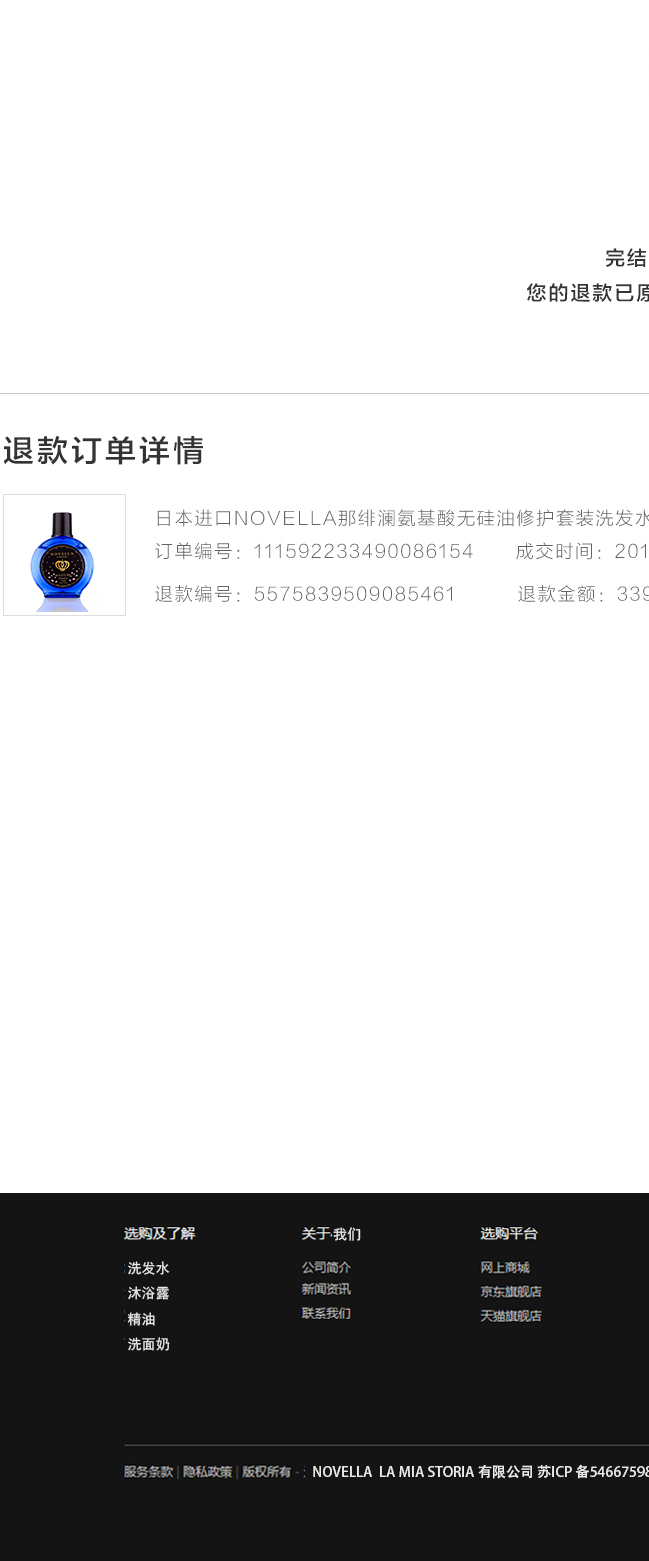 完结
您的退款已原
退款订单详情
NOVELLA
日本进口NOVELLA那绯澜氨基酸无硅油修护套装洗发水
订单编号：111592233490086154 成交时间：201
退款编号：5575839509085461 退款金额：339
选购及了解 关于·我们 选购平台
洗发水 公司简介 网上商城
沐浴露 新闻资讯 京东旗舰店
精油 联系我们 天猫旗舰店
洗面奶
服务条款 | 隐私政策 | 版权所有 - : NOVELLA LA MIA STORIA 有限公司 苏ICP 备54667598